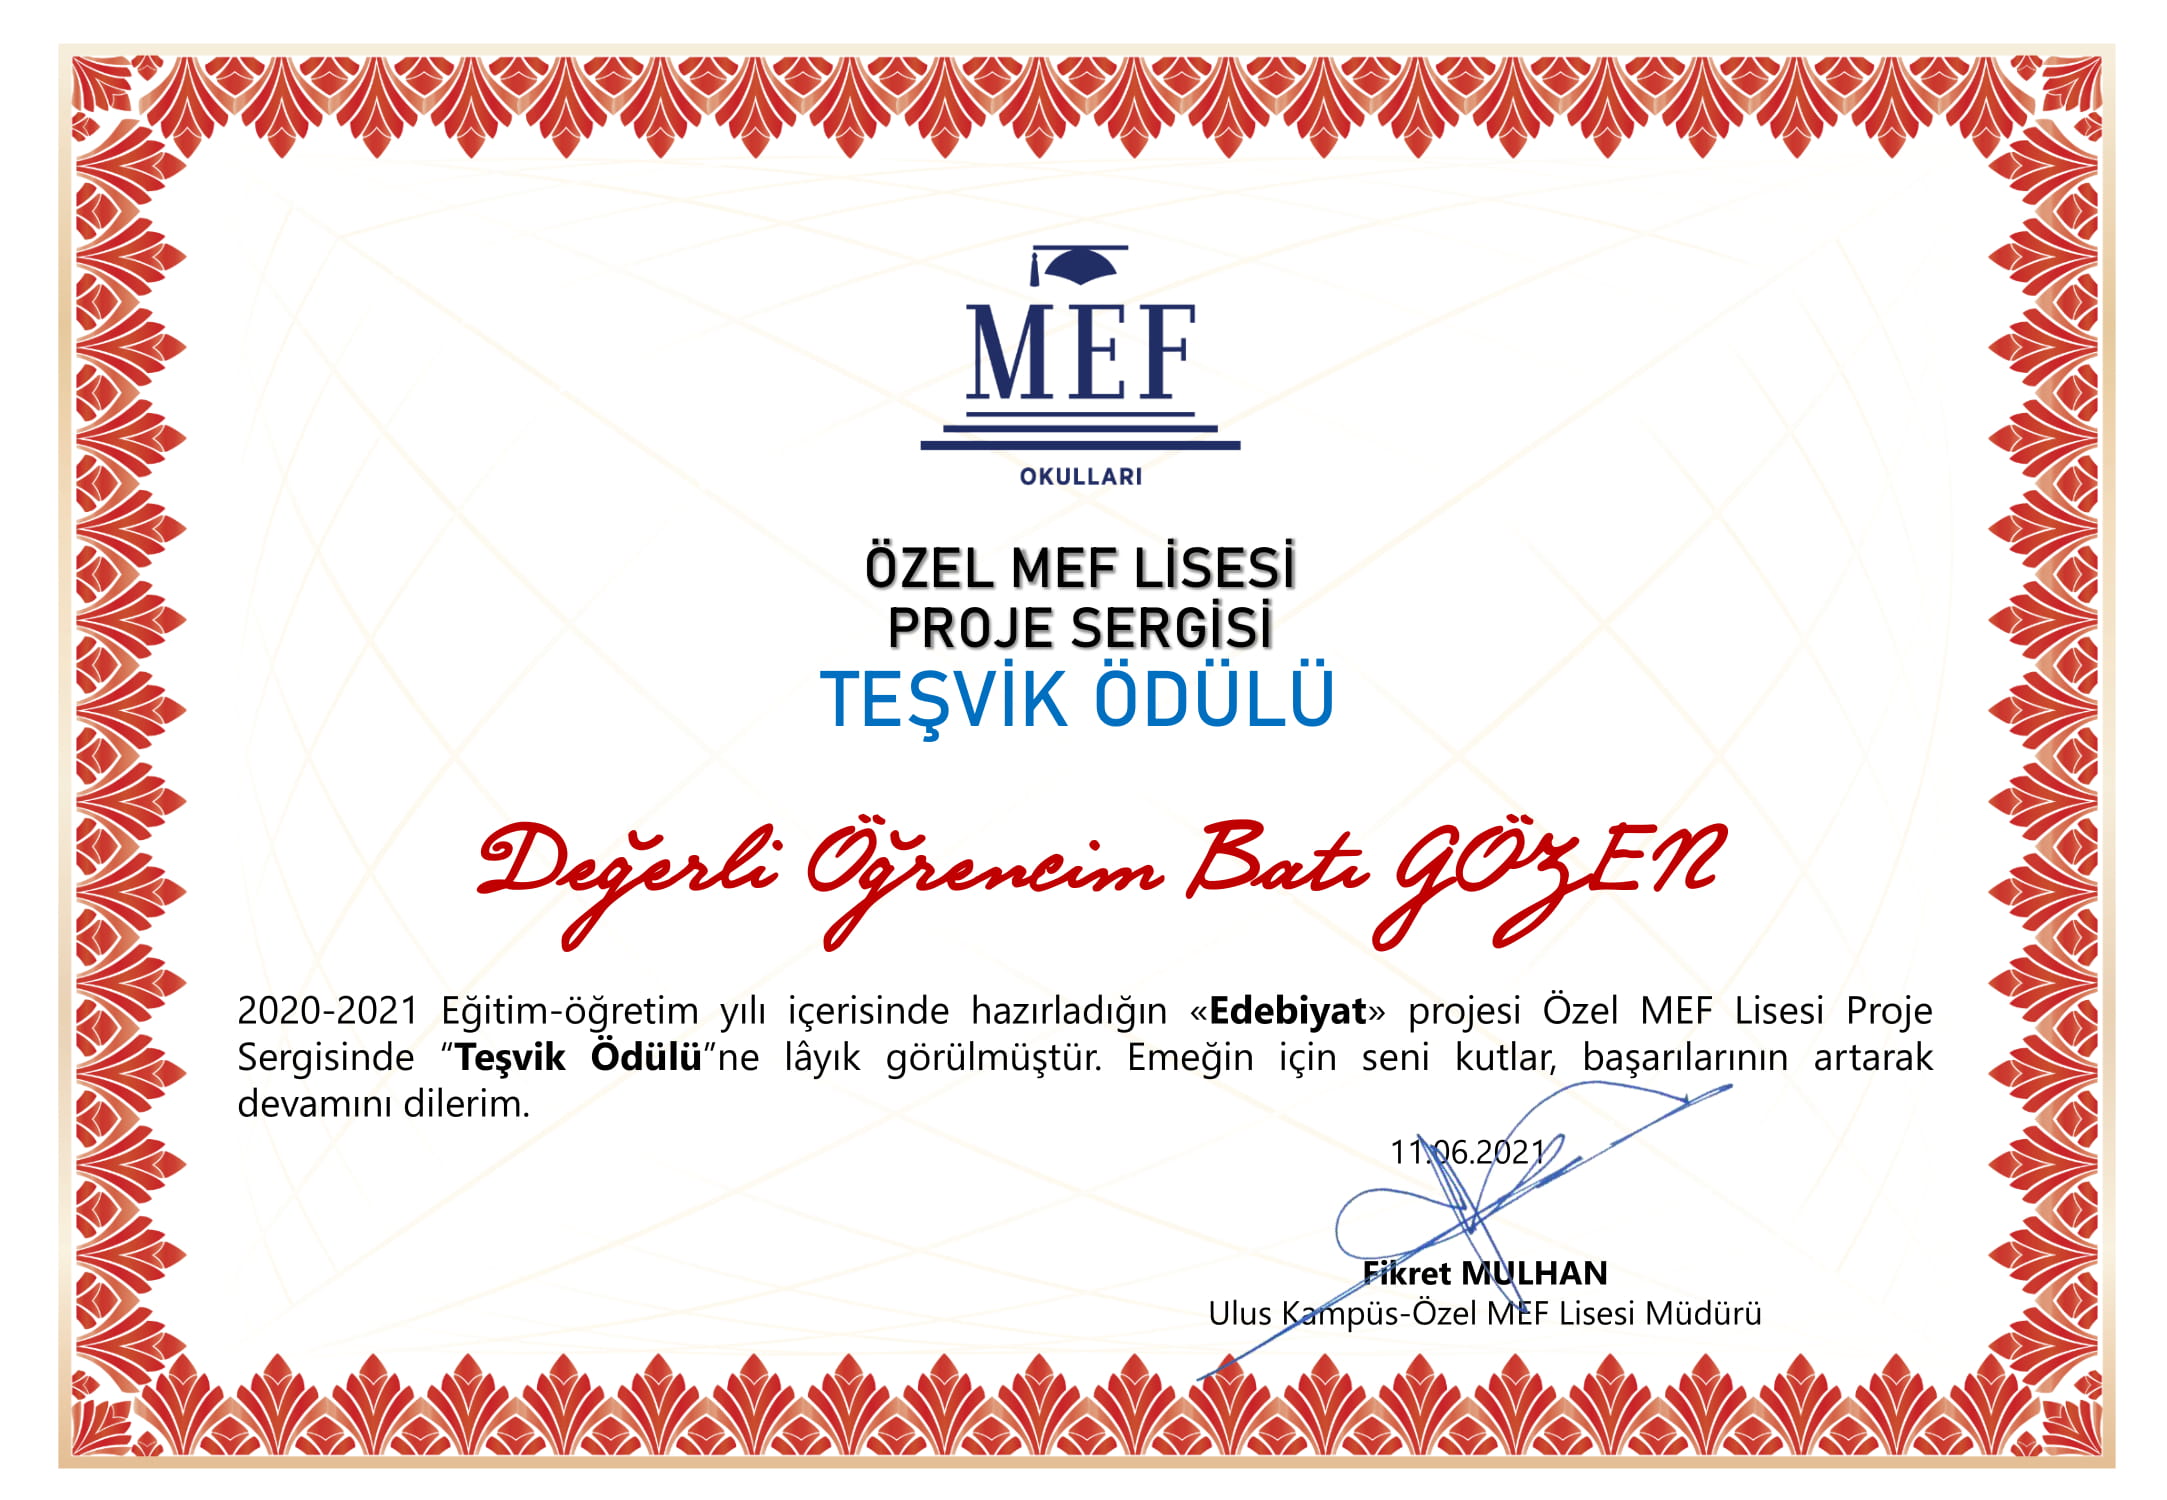 MEF
OKULLARI
ÖZEL MEF LİSESİ
PROJE SERGİSİ
TEŞVİK ÖDÜLÜ
Değerli Öğrencim Batı GÖZEN
2020-2021 Eğitim-öğretim yılı içerisinde hazırladığın «Edebiyat» projesi Özel MEF Lisesi Proje
Sergisinde “Teşvik Ödülü”ne lâyık görülmüştür. Emeğin için seni kutlar, başarılarının artarak
devamını dilerim.
11.06.2021
Fikret MULHAN
Ulus Kampüs-Özel MEF Lisesi Müdürü